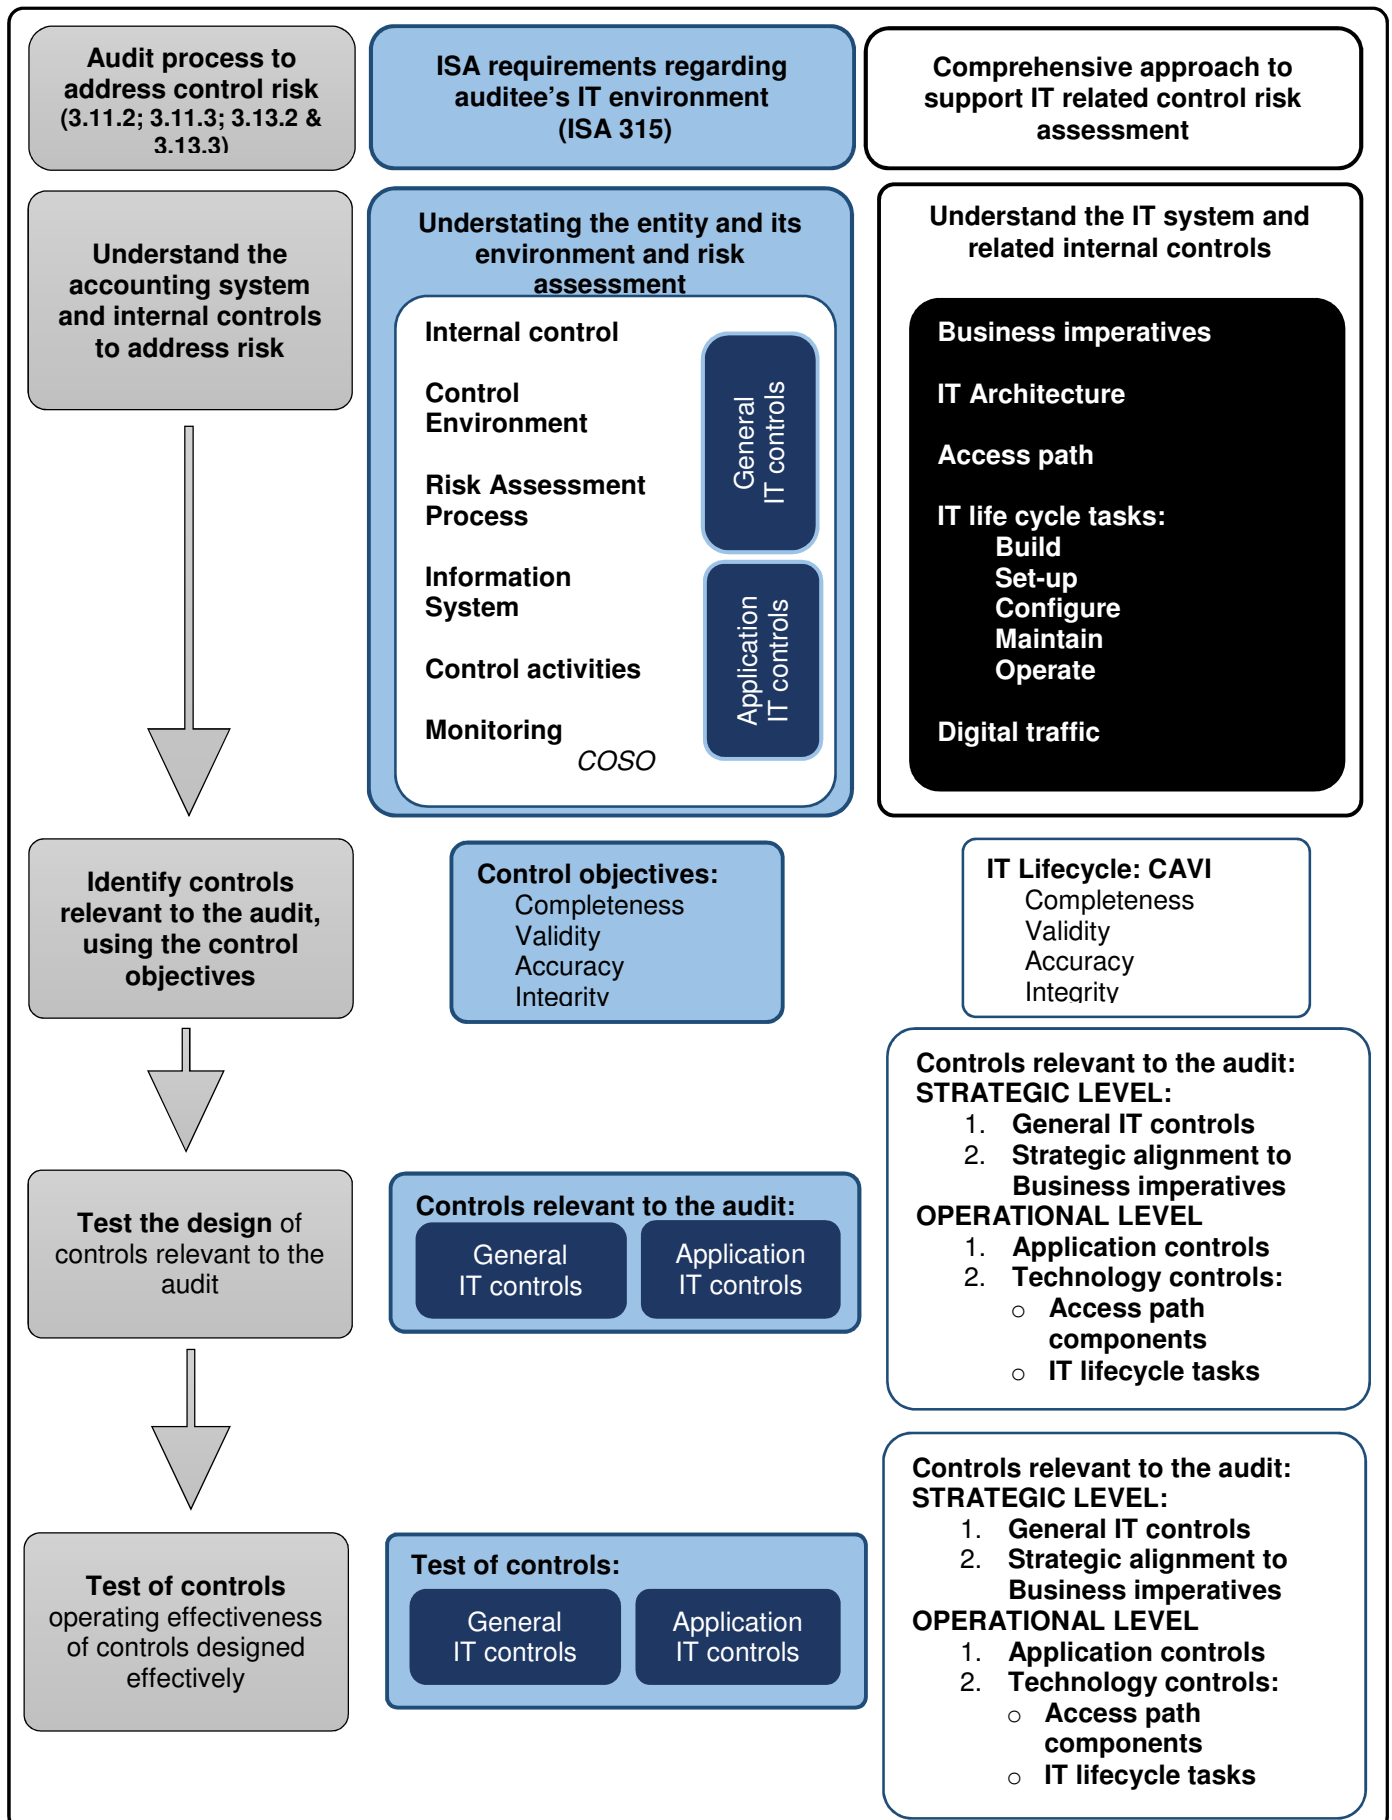 Audit process to
address control risk
(3.11.2; 3.11.3; 3.13.2 &
3.13.3)
ISA requirements regarding
auditee's IT environment
(ISA 315)
Comprehensive approach to
support IT related control risk
assessment
Understand the
accounting system
and internal controls
to address risk
Understating the entity and its
environment and risk
assessment
Internal control
Control
Environment
Risk Assessment
Process
Information
System
Control activities
Monitoring
COSO
General
IT controls
Application
IT controls
Understand the IT system and
related internal controls
Business imperatives
IT Architecture
Access path
IT life cycle tasks:
Build
Set-up
Configure
Maintain
Operate
Digital traffic
Identify controls
relevant to the audit,
using the control
objectives
Control objectives:
Completeness
Validity
Accuracy
Integrity
IT Lifecycle: CAVI
Completeness
Validity
Accuracy
Integrity
Test the design of
controls relevant to the
audit
Controls relevant to the audit:
General
IT controls
Application
IT controls
Controls relevant to the audit:
STRATEGIC LEVEL:
1. General IT controls
2. Strategic alignment to
Business imperatives
OPERATIONAL LEVEL
1. Application controls
2. Technology controls:
o Access path
components
o IT lifecycle tasks
Test of controls
operating effectiveness
of controls designed
effectively
Test of controls:
General
IT controls
Application
IT controls
Controls relevant to the audit:
STRATEGIC LEVEL:
1. General IT controls
2. Strategic alignment to
Business imperatives
OPERATIONAL LEVEL
1. Application controls
2. Technology controls:
o Access path
components
o IT lifecycle tasks